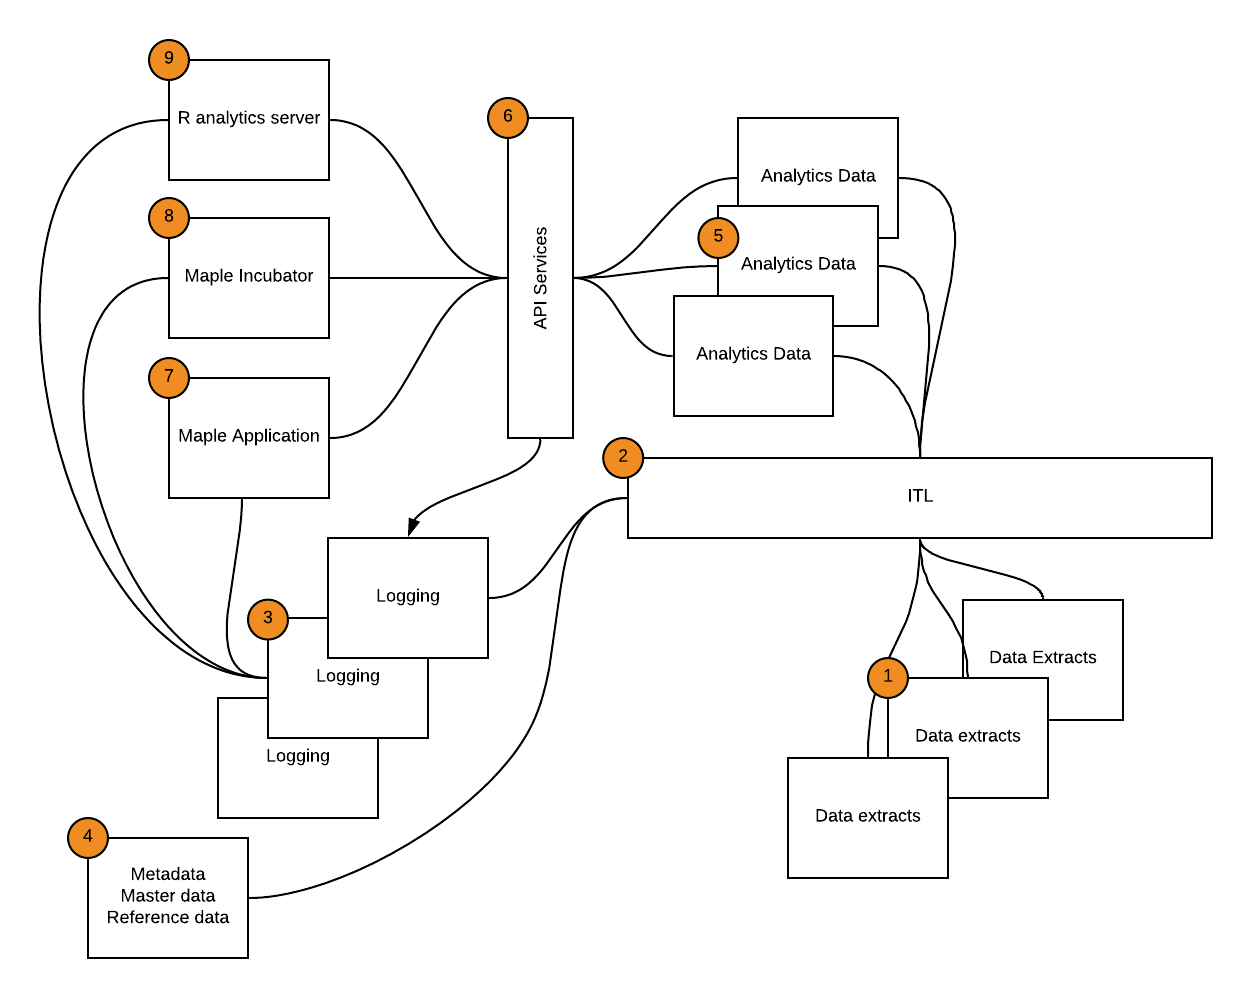 9
R analytics server
8
Maple Incubator
7
Maple Application
6
API Services
Analytics Data
5
Analytics Data
Analytics Data
2
ITL
Logging
3
Logging
Logging
4
Metadata
Master data
Reference data
Data Extracts
1
Data extracts
Data extracts